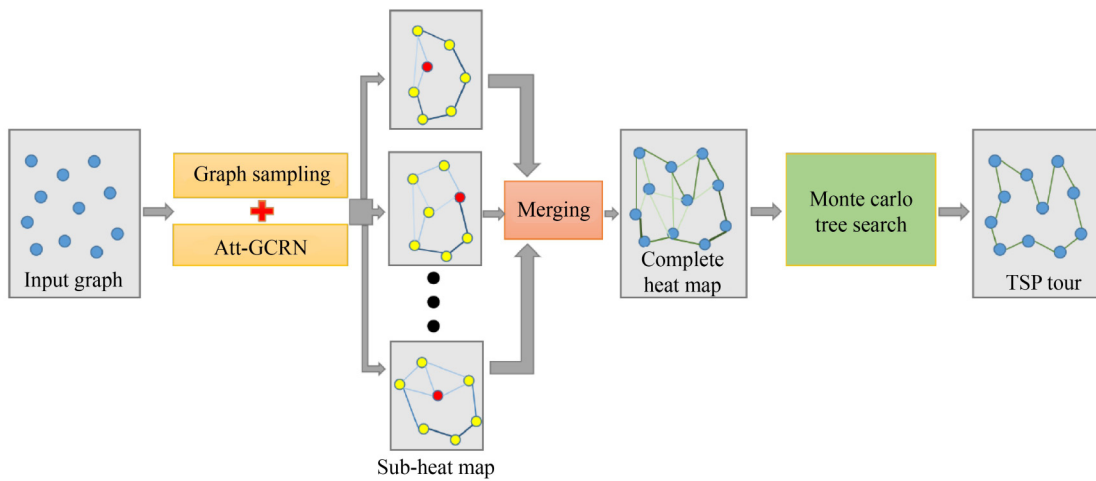 Input graph
Graph sampling
Att-GCRN
Sub-heat map
Merging
Complete
heat map
Monte carlo
tree search
TSP tour